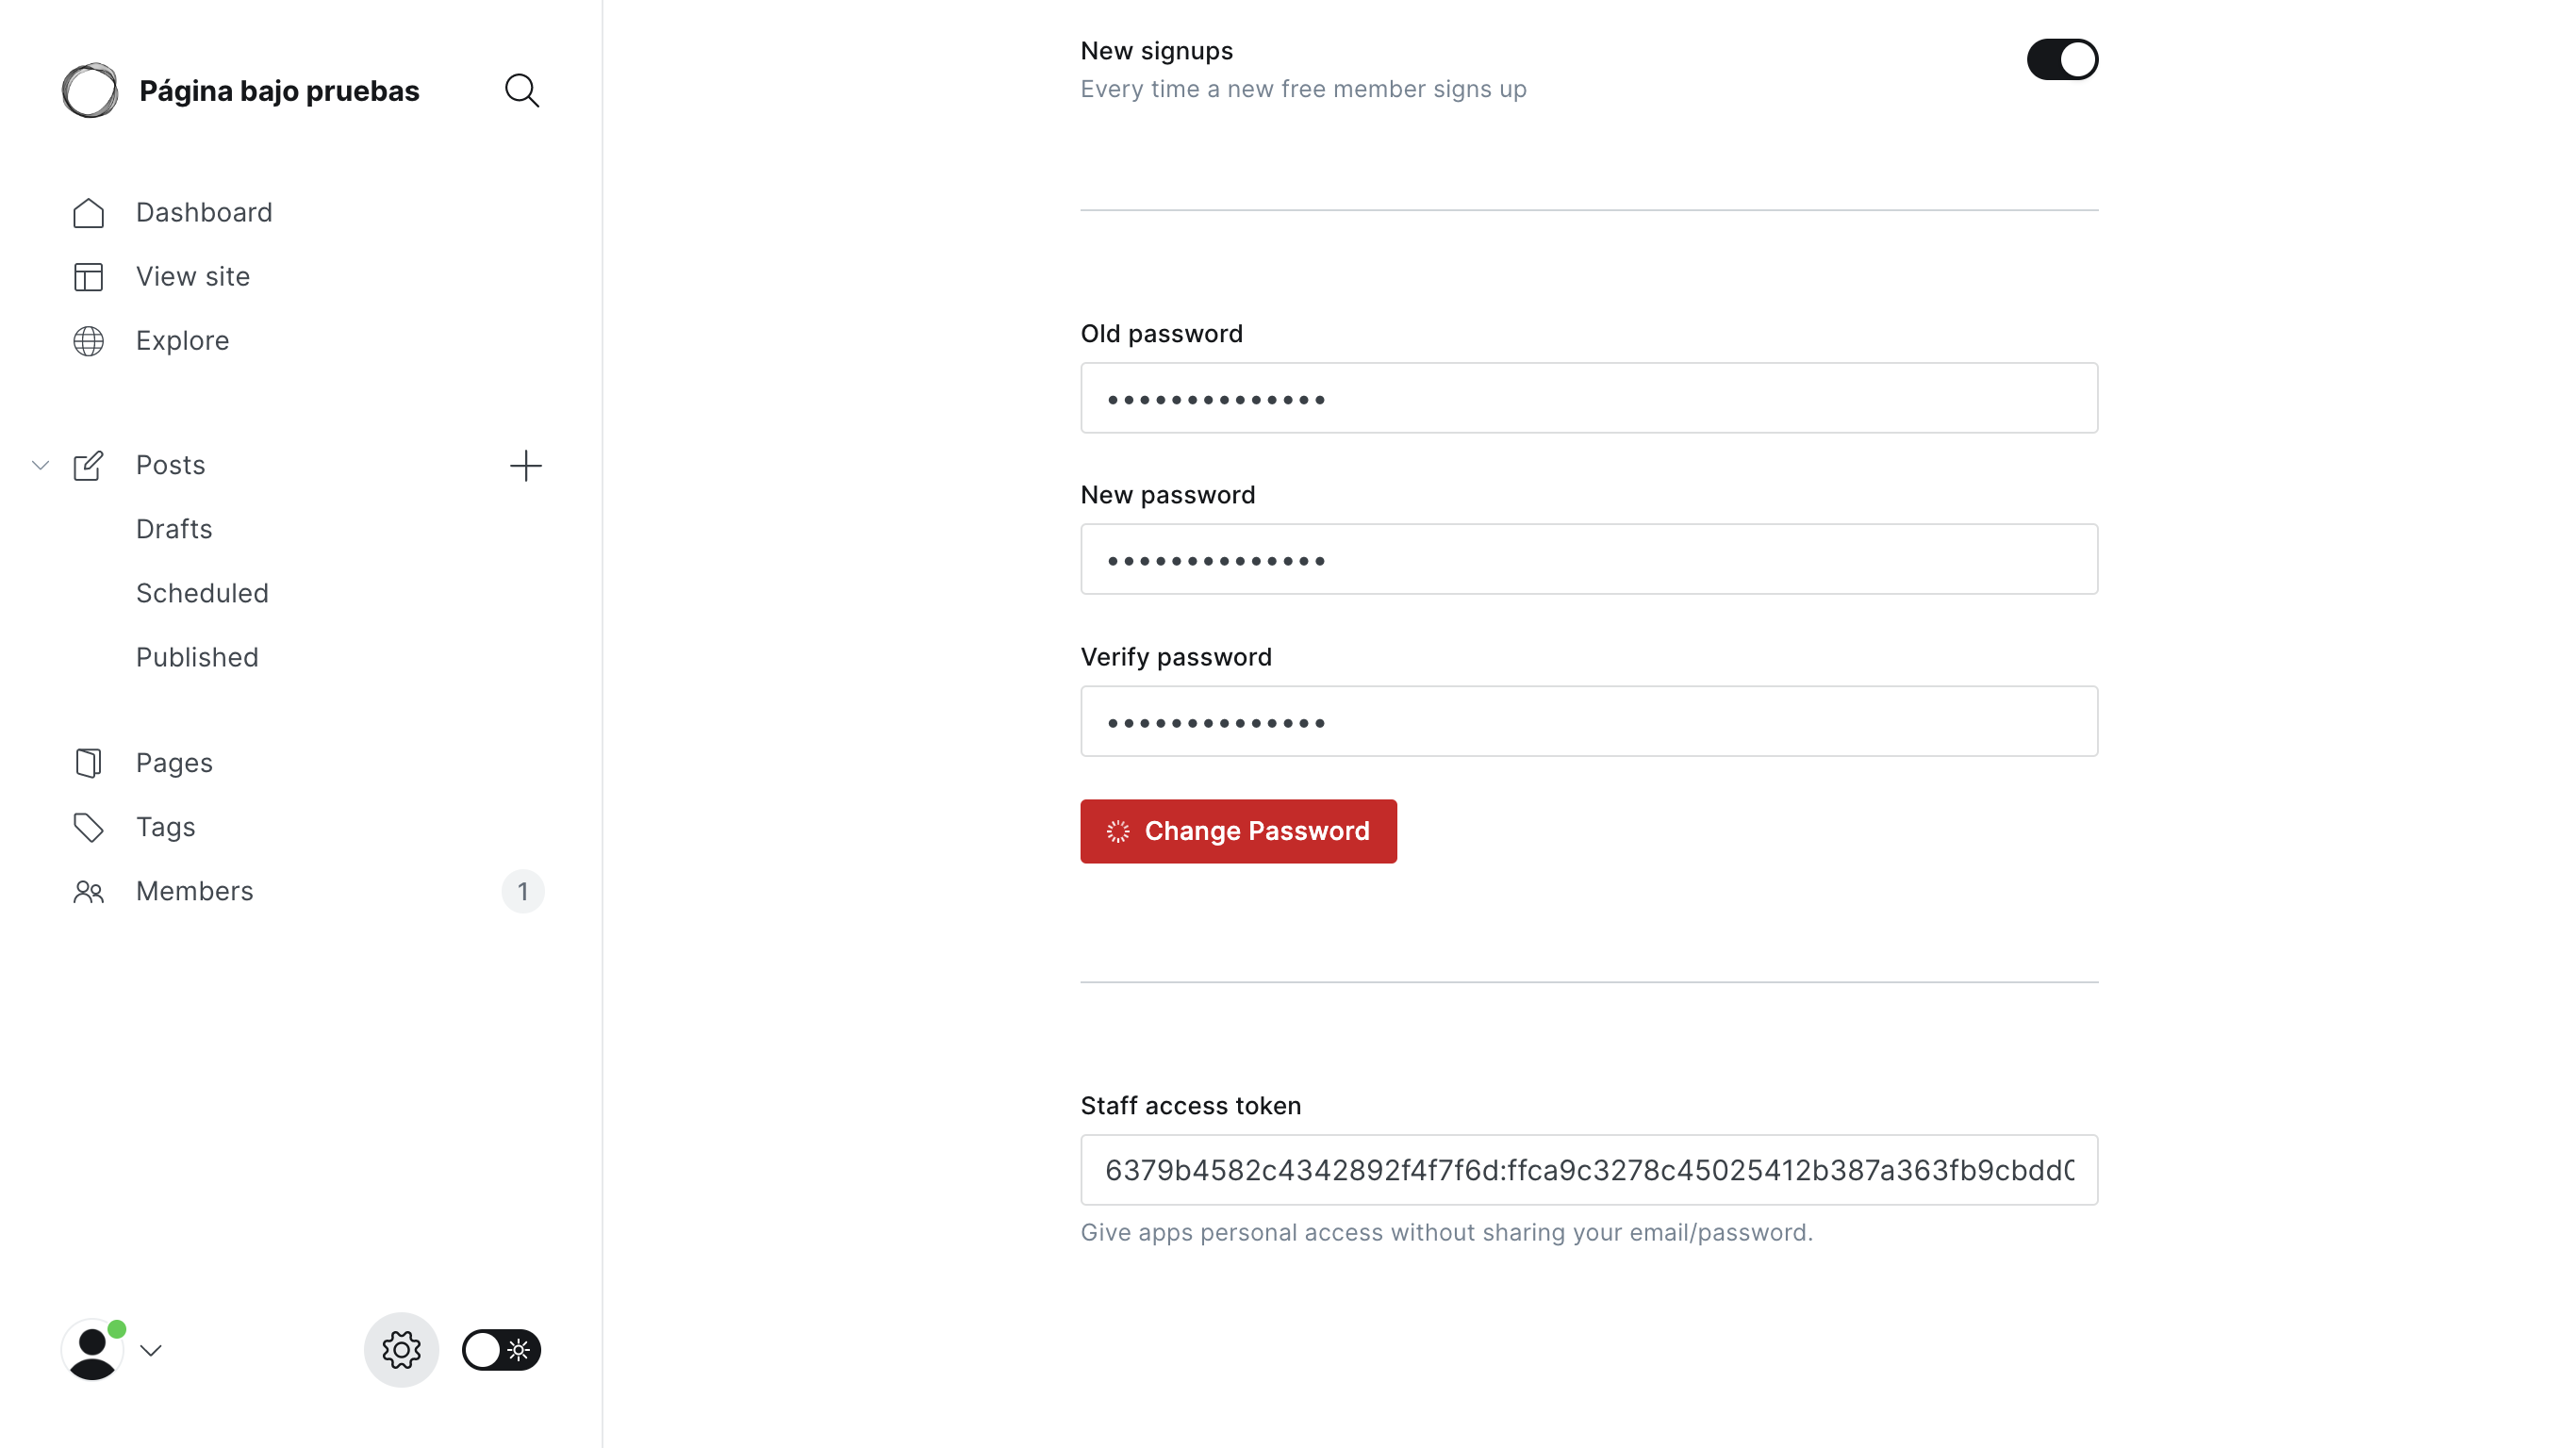 Página bajo pruebas
Dashboard
View site
Explore
Posts
Drafts
Scheduled
Published
Pages
Tags
Members
1
New signups
Every time a new free member signs up
Old password
••••••••••••••
New password
••••••••••••••
Verify password
••••••••••••••
Change Password
Staff access token
6379b4582c4342892f4f7f6d:ffca9c3278c45025412b387a363fb9cbdd0
Give apps personal access without sharing your email/password.